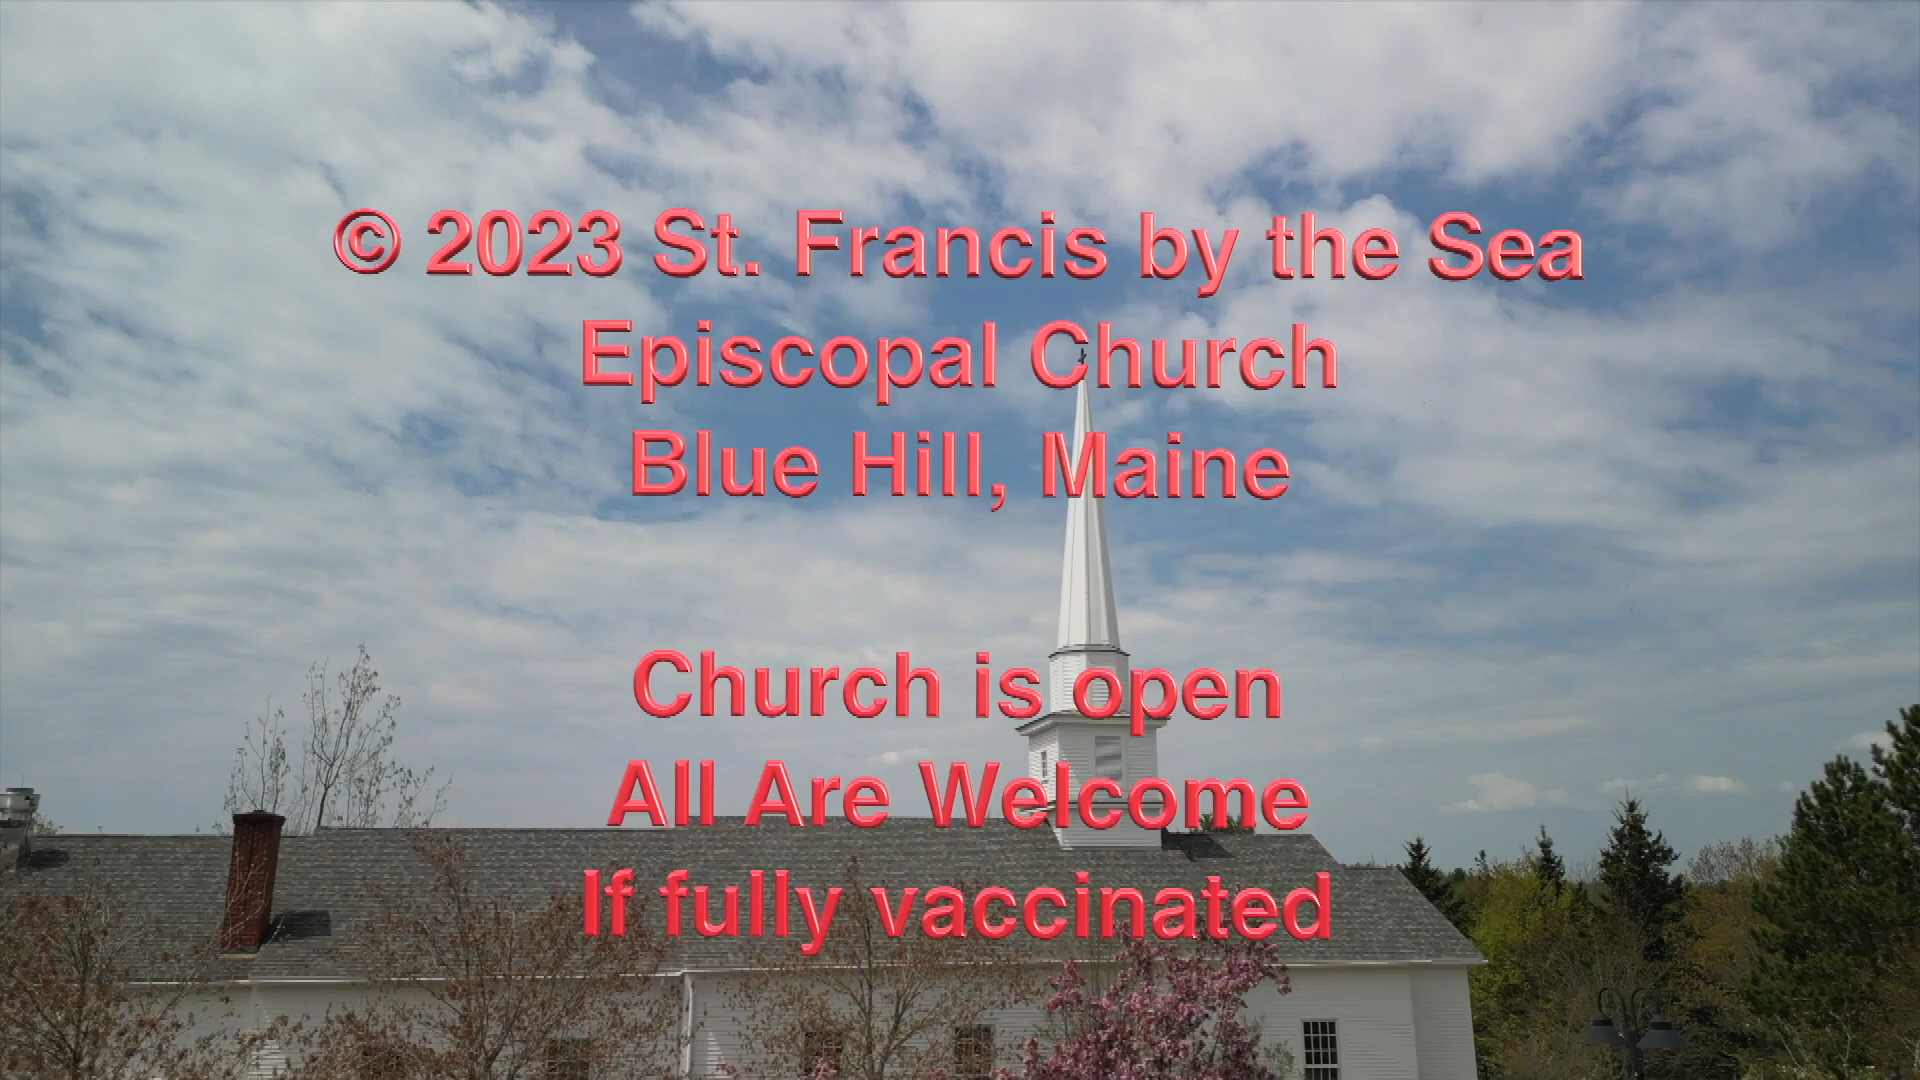 © 2023 St. Francis by the Sea
Episcopal Church
Blue Hill, Maine
Church is open
All Are Welcome
If fully vaccinated